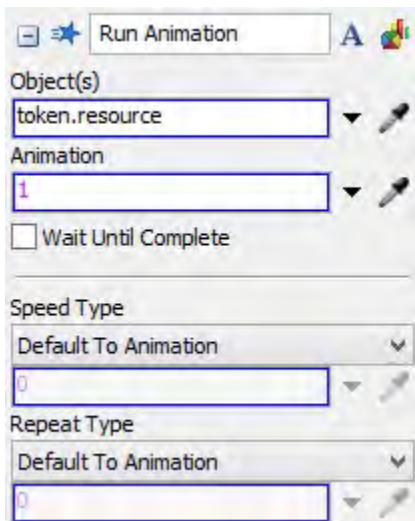 Run Animation A
Object(s)
token.resource
Animation
1
Wait Until Complete
Speed Type
Default To Animation
0
Repeat Type
Default To Animation
0